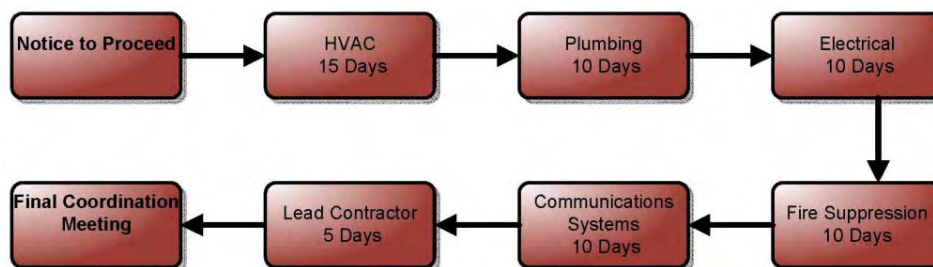 Notice to Proceed
HVAC
15 Days
Plumbing
10 Days
Electrical
10 Days
Fire Suppression
10 Days
Communications
Systems
10 Days
Lead Contractor
5 Days
Final Coordination
Meeting